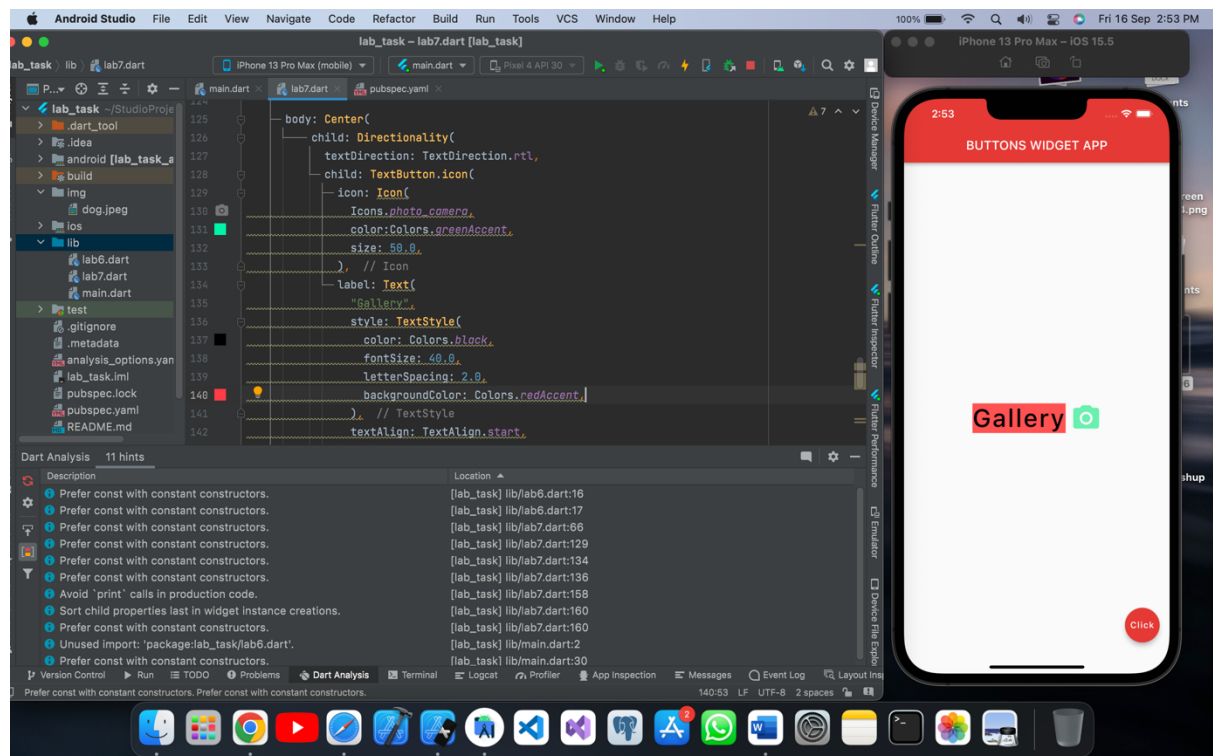 Android Studio File Edit View Navigate Code Refactor Build Run Tools VCS Window Help 100% Fri 16 Sep 2:53 PM
lab_task – lab7.dart [lab_task]
lab_task lib lab7.dart iPhone 13 Pro Max (mobile) main.dart Pixel 4 API 30
P... main.dart lab7.dart pubspec.yaml
lab_task ~/StudioProje
.dart_tool
.idea
android [lab_task_a
build
img
dog.jpeg
ios
lib
lab6.dart
lab7.dart
main.dart
test
.gitignore
.metadata
analysis_options.yan
lab_task.iml
pubspec.lock
pubspec.yaml
README.md
124
125 body: Center(
126 child: Directionality(
127 textDirection: TextDirection.rtl,
128 child: TextButton.icon(
129 icon: Icon(
130 Icons.photo_camera,
131 color:Colors.greenAccent,
132 size: 50.0,
133 ), // Icon
134 label: Text(
135 "Gallery",
136 style: TextStyle(
137 color: Colors.black,
138 fontSize: 40.0,
139 letterSpacing: 2.0,
140 backgroundColor: Colors.redAccent,
141 ), // TextStyle
142 textAlign: TextAlign.start,
7
Device Manager
Flutter Outline
Flutter Inspector
Flutter Performance
Emulator
Device File Explo
Dart Analysis 11 hints
Description Location
Prefer const with constant constructors. [lab_task] lib/lab6.dart:16
Prefer const with constant constructors. [lab_task] lib/lab6.dart:17
Prefer const with constant constructors. [lab_task] lib/lab7.dart:66
Prefer const with constant constructors. [lab_task] lib/lab7.dart:129
Prefer const with constant constructors. [lab_task] lib/lab7.dart:134
Prefer const with constant constructors. [lab_task] lib/lab7.dart:136
Avoid `print` calls in production code. [lab_task] lib/lab7.dart:158
Sort child properties last in widget instance creations. [lab_task] lib/lab7.dart:160
Prefer const with constant constructors. [lab_task] lib/lab7.dart:160
Unused import: 'package:lab_task/lab6.dart'. [lab_task] lib/main.dart:2
Prefer const with constant constructors. [lab_task] lib/main.dart:30
Version Control Run TODO Problems Dart Analysis Terminal Logcat Profiler App Inspection Messages Event Log Layout Ins
Prefer const with constant constructors. Prefer const with constant constructors. 140:53 LF UTF-8 2 spaces
iPhone 13 Pro Max – iOS 15.5
2:53
BUTTONS WIDGET APP
Gallery
Click
DOCX
nts
reen
4.png
nts
6
shup
2